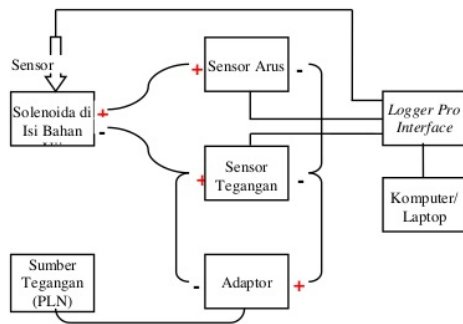 Sensor
Solenoida di
Isi Bahan
+
-
+
Sensor Arus
-
+
Sensor
Tegangan
-
Logger Pro
Interface
Komputer/
Laptop
Sumber
Tegangan
(PLN)
-
Adaptor
+